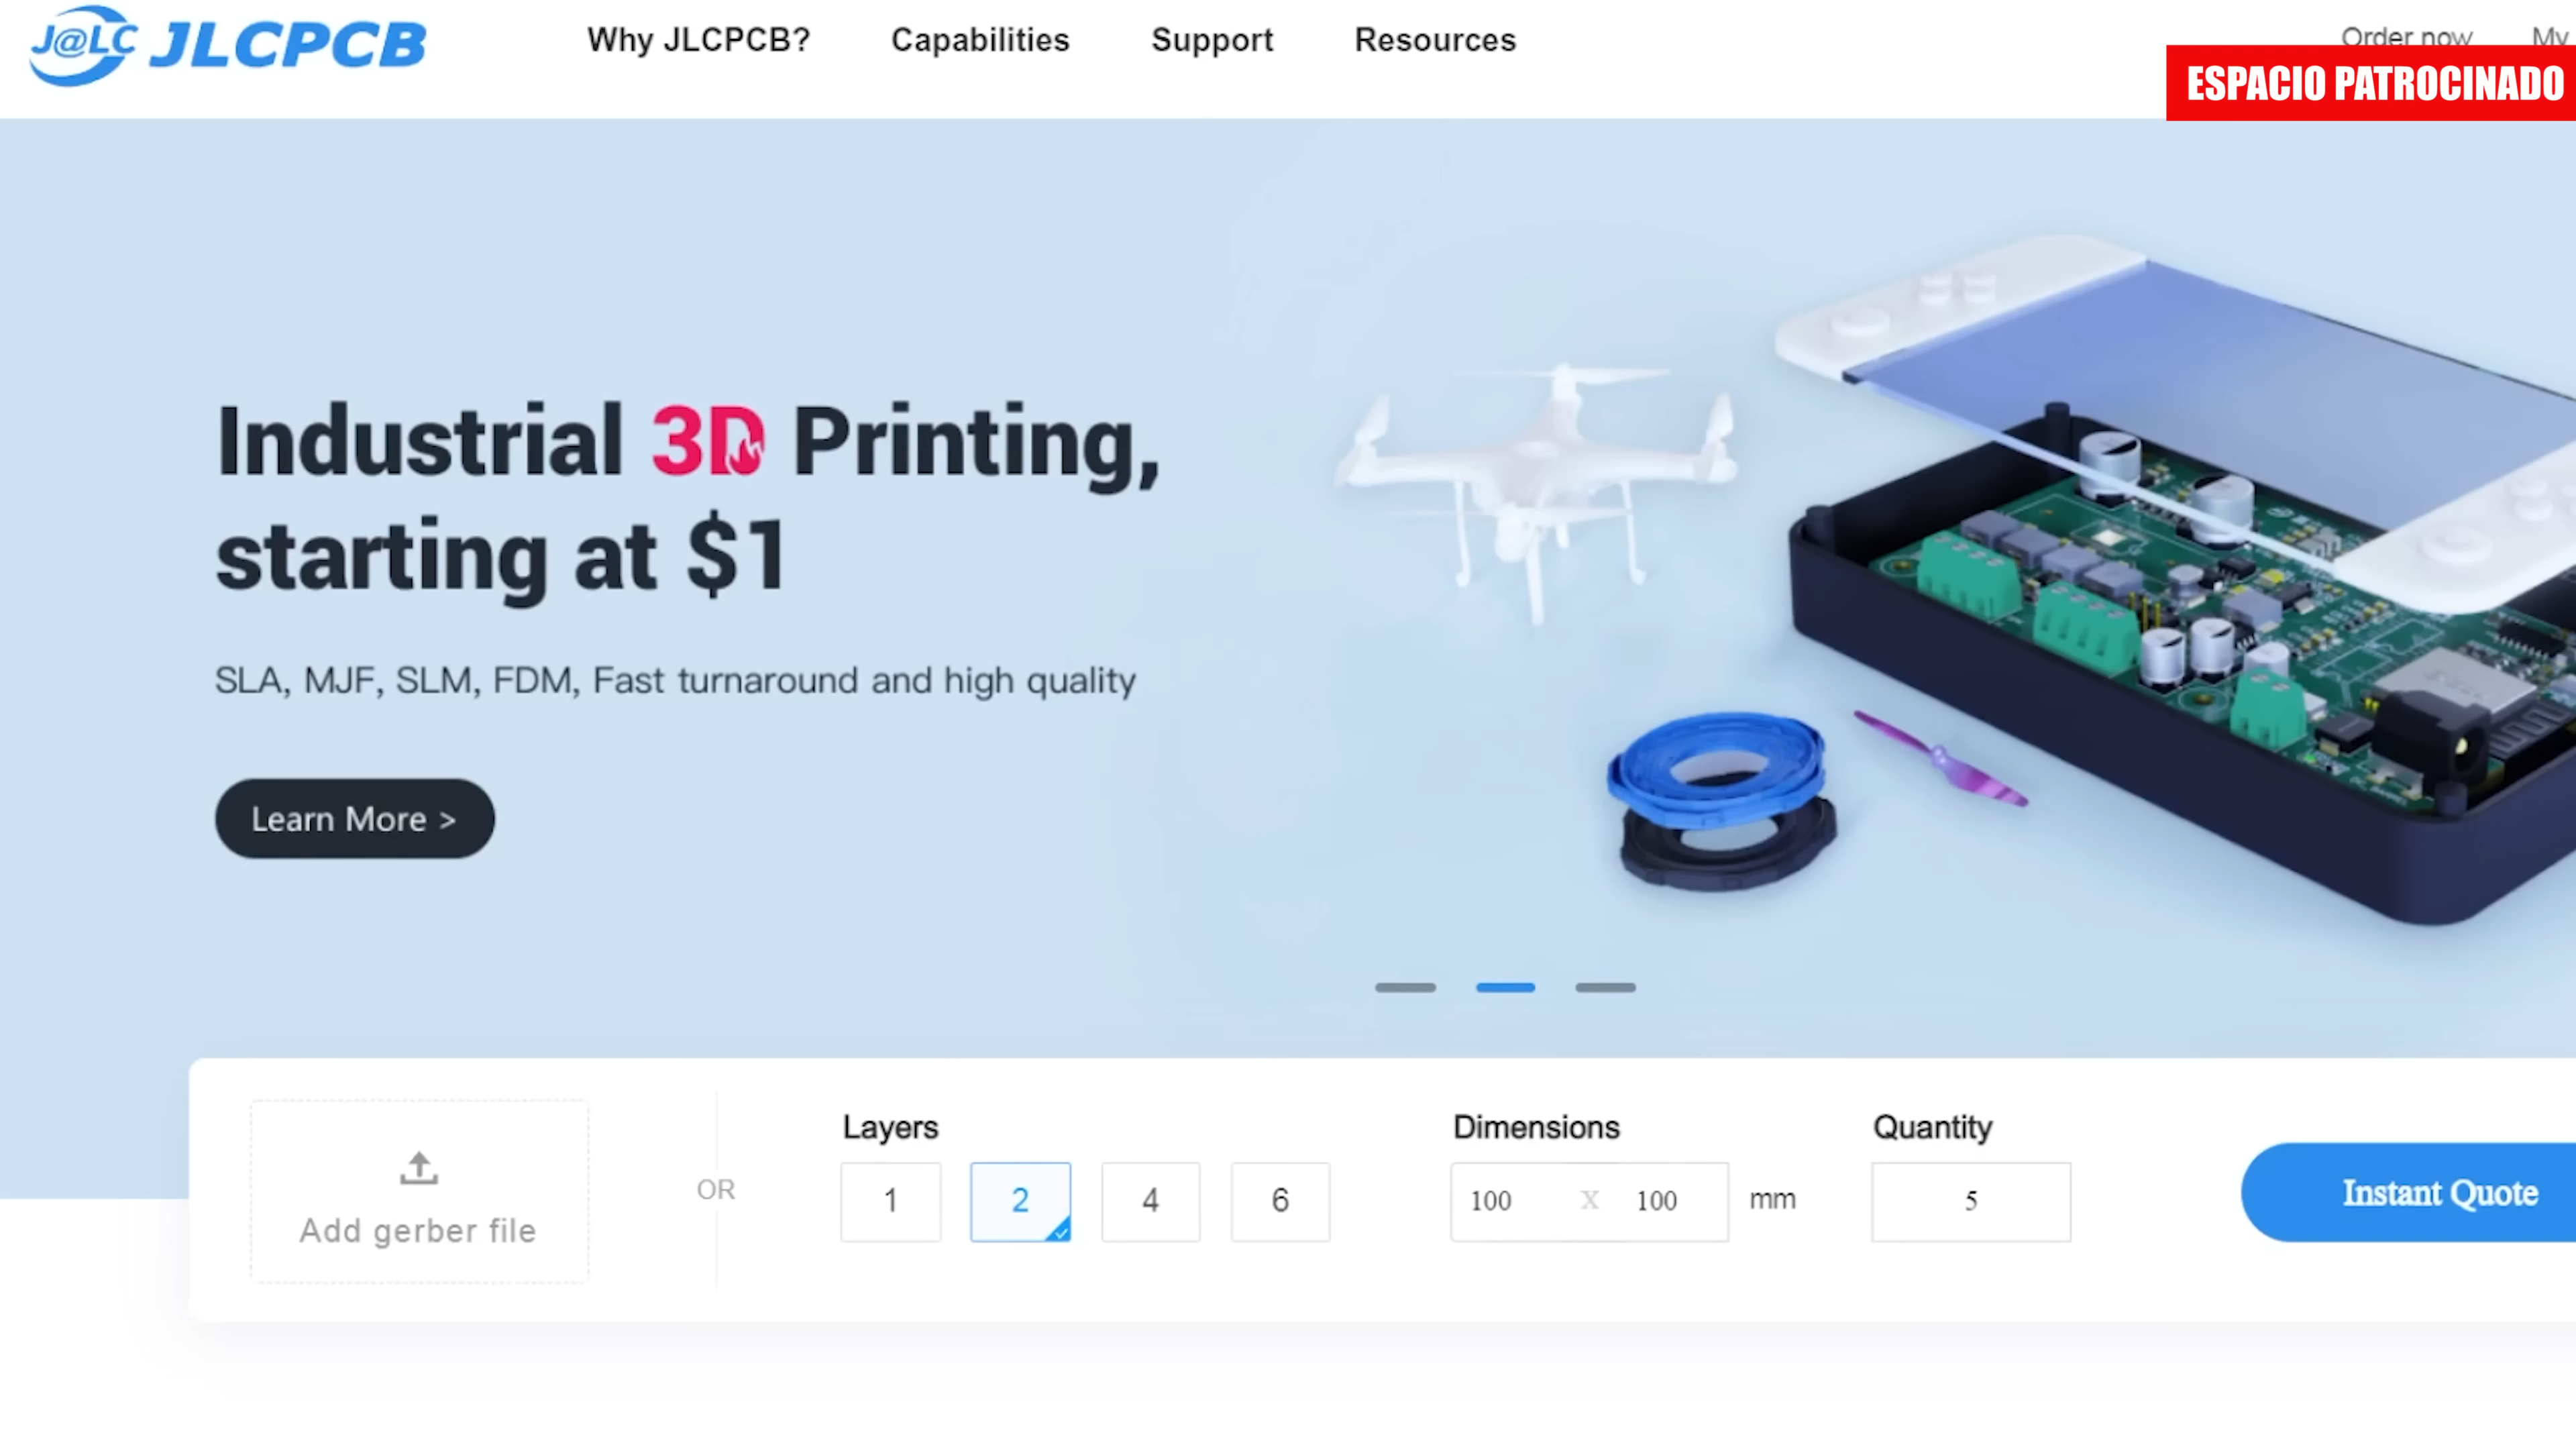 J@LC JLCPCB
Why JLCPCB?
Capabilities
Support
Resources
Order now
My
ESPACIO PATROCINADO
Industrial 3D Printing,
starting at $1
SLA, MJF, SLM, FDM, Fast turnaround and high quality
Learn More >
Add gerber file
OR
Layers
1
2
4
6
Dimensions
100 X 100 mm
Quantity
5
Instant Quote